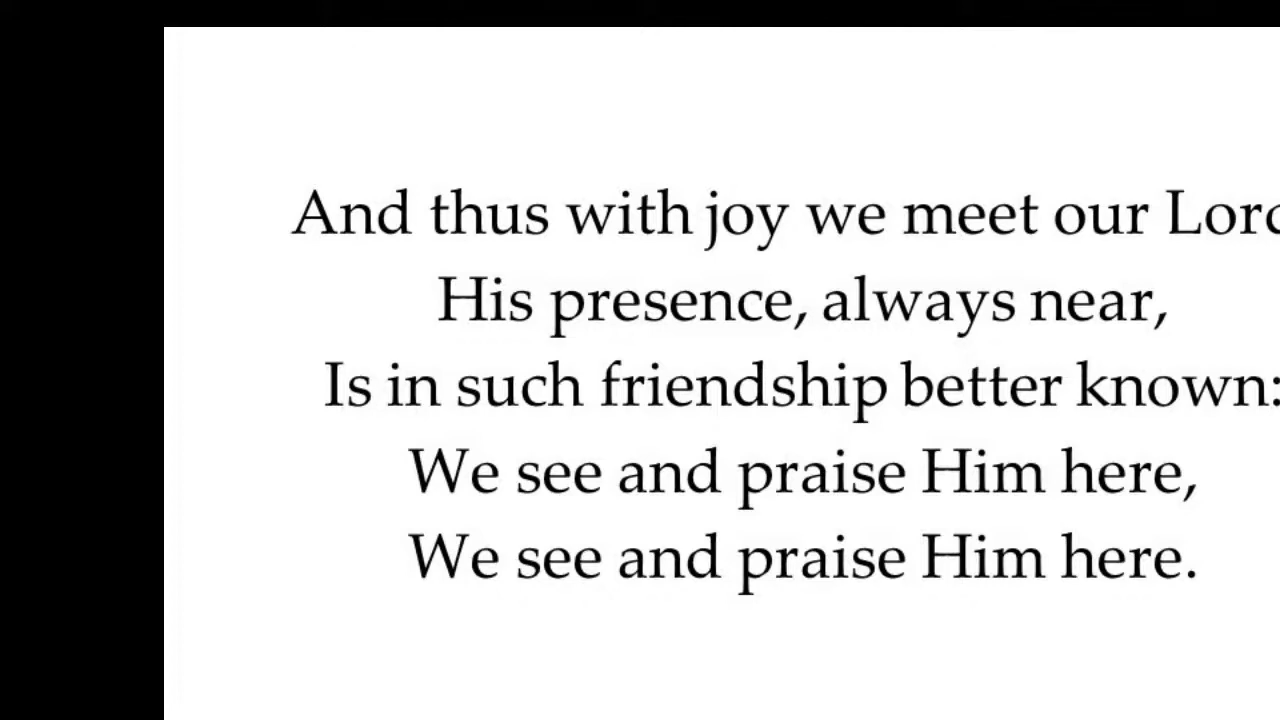 And thus with joy we meet our Lord
His presence, always near,
Is in such friendship better known:
We see and praise Him here,
We see and praise Him here.